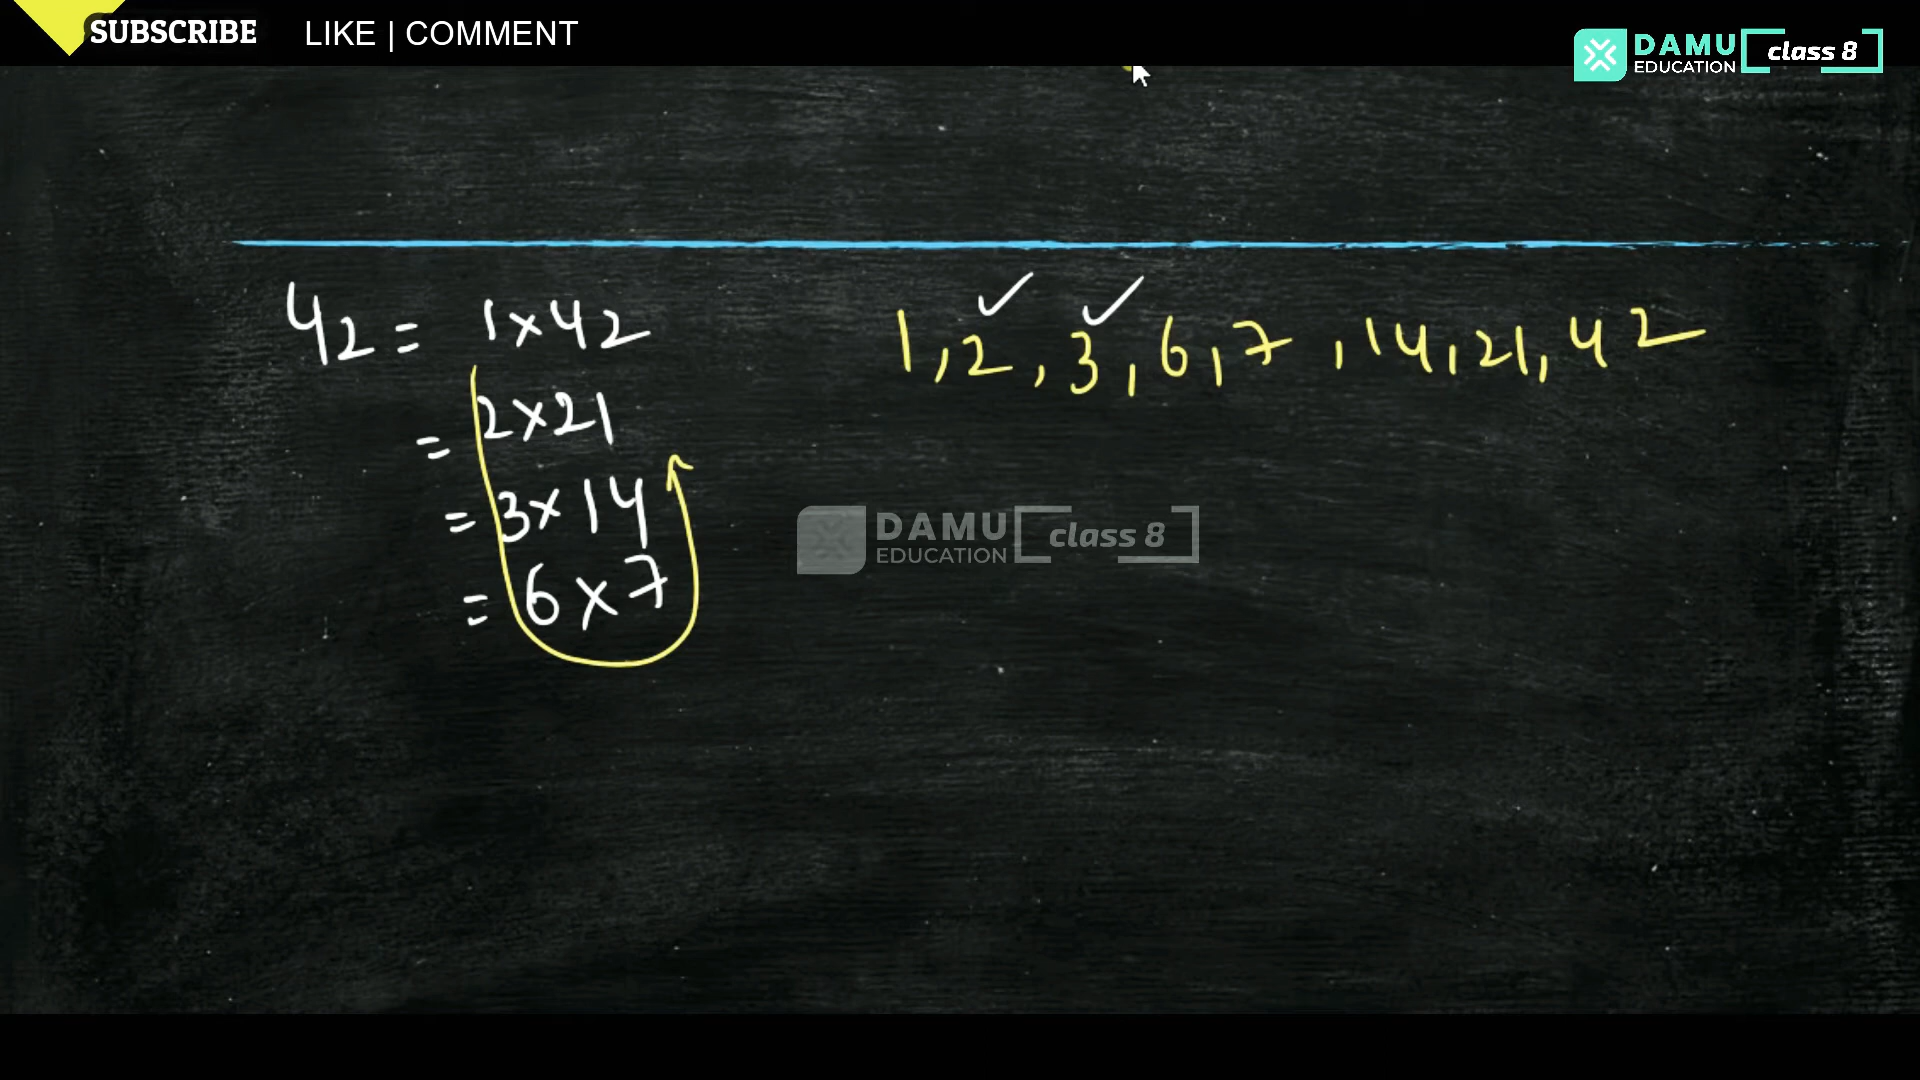 SUBSCRIBE LIKE | COMMENT
DAMU EDUCATION class 8
42 = 1×42
= 2×21
= 3×14
= 6×7
1, 2, 3, 6, 7, 14, 21, 42
DAMU EDUCATION class 8